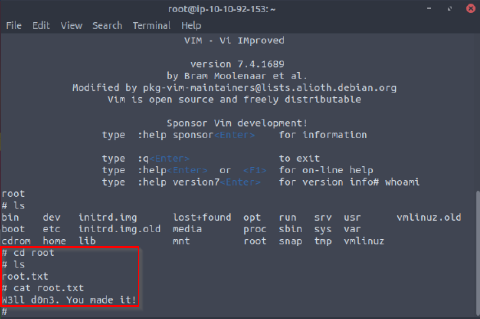 root@ip-10-10-92-153: ~
File Edit View Search Terminal Help
VIM - Vi IMproved
version 7.4.1689
by Bram Moolenaar et al.
Modified by pkg-vim-maintainers@lists.alioth.debian.org
Vim is open source and freely distributable
Sponsor Vim development!
type :help sponsor<Enter> for information
type :q<Enter> to exit
type :help<Enter> or <F1> for on-line help
type :help version7<Enter> for version info# whoami
root
# ls
bin dev initrd.img lost+found opt run srv usr vmlinuz.old
boot etc initrd.img.old media proc sbin sys var
cdrom home lib mnt root snap tmp vmlinuz
# cd root
# ls
root.txt
# cat root.txt
W3ll d0n3. You made it!
#